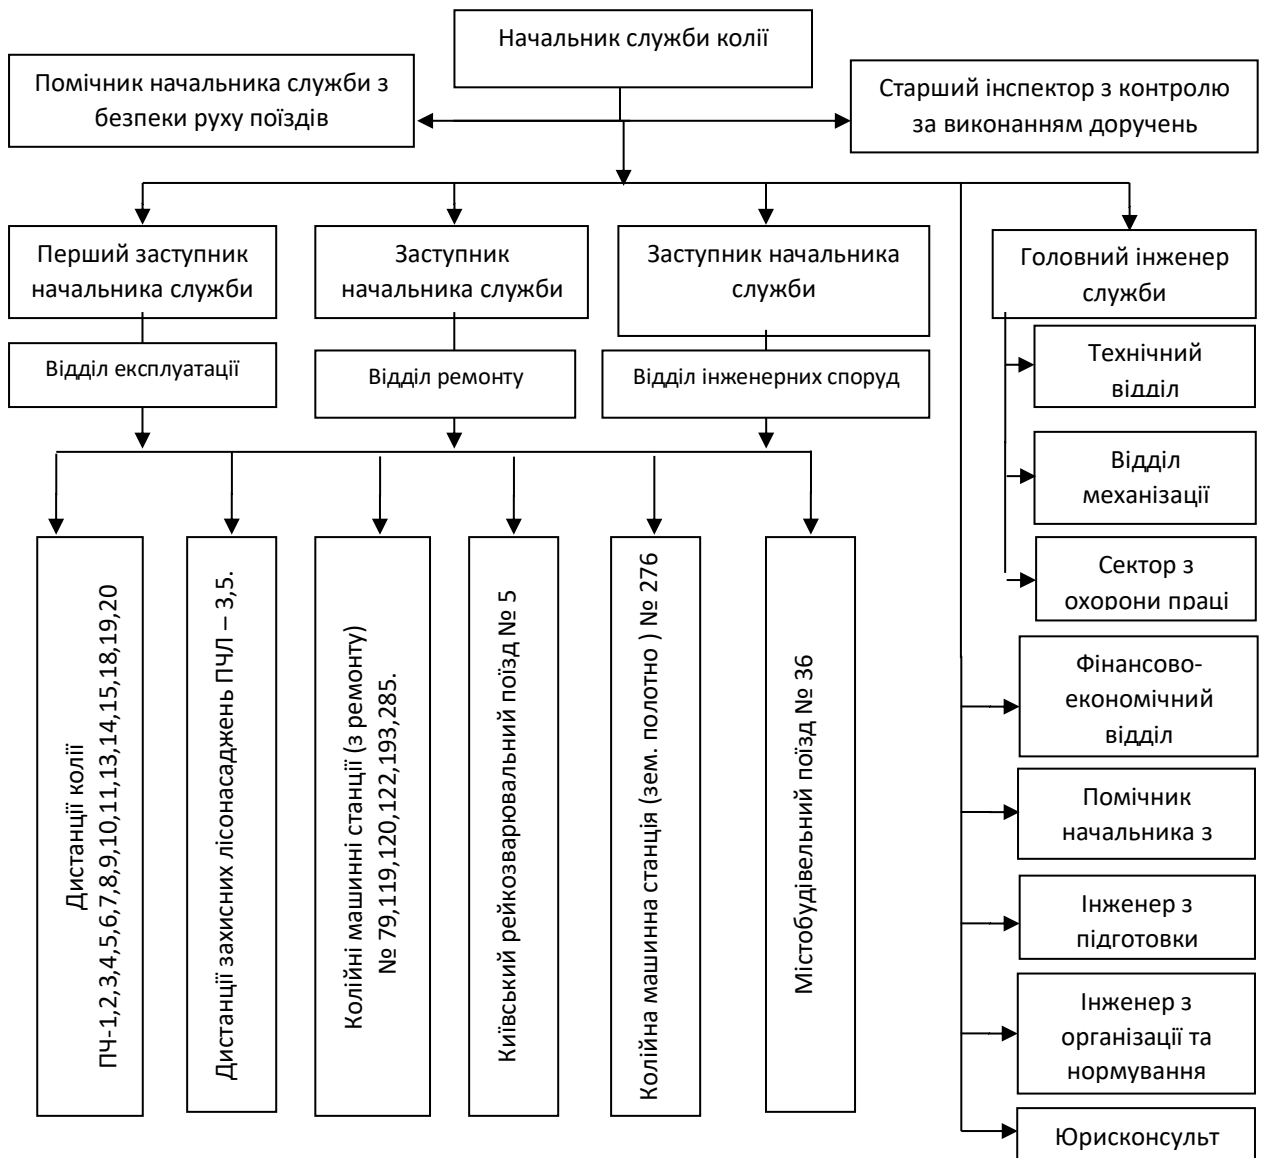 Начальник служби колії
Помічник начальника служби з
безпеки руху поїздів
Старший інспектор з контролю
за виконанням доручень
Перший заступник
начальника служби
Заступник
начальника служби
Заступник начальника
служби
Головний інженер
служби
Відділ експлуатації
Відділ ремонту
Відділ інженерних споруд
Технічний
відділ
Відділ
механізації
Сектор з
охорони праці
Фінансово-
економічний
відділ
Помічник
начальника з
Інженер з
підготовки
Інженер з
організації та
нормування
Юрисконсульт
Дистанції колії
ПЧ-1,2,3,4,5,6,7,8,9,10,11,13,14,15,18,19,20
Дистанції захисних лісонасаджень ПЧЛ – 3,5.
Колійні машинні станції (з ремонту)
№ 79,119,120,122,193,285.
Київський рейкозварювальний поїзд № 5
Колійна машинна станція (зем. полотно ) № 276
Містобудівельний поїзд № 36